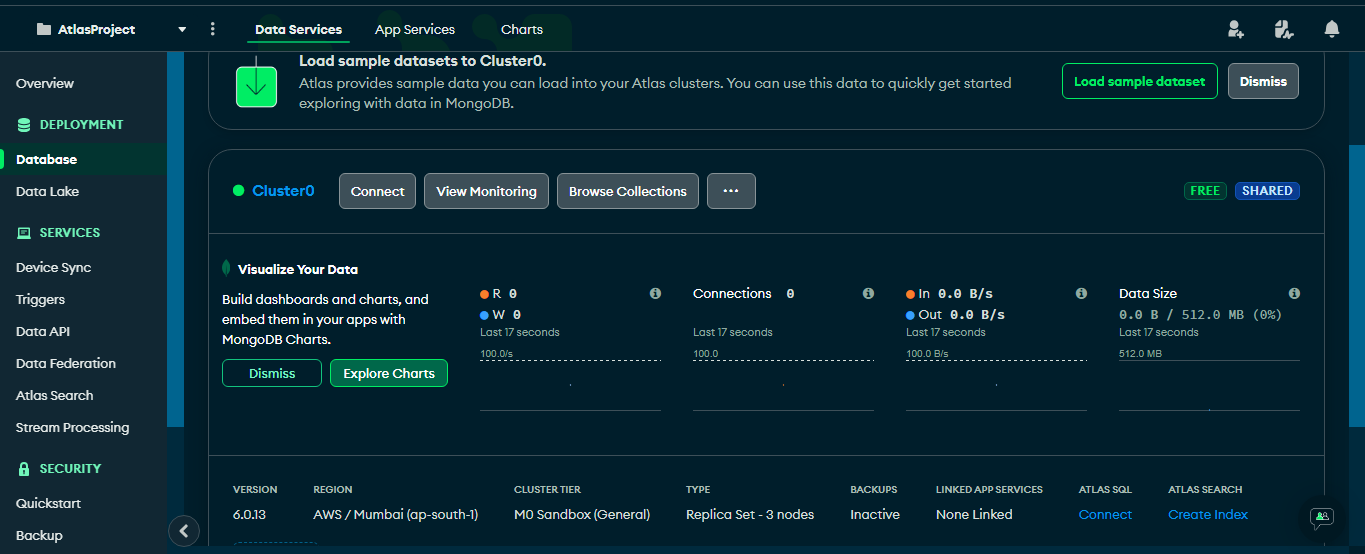 AtlasProject
Data Services
App Services
Charts
Overview
DEPLOYMENT
Database
Data Lake
SERVICES
Device Sync
Triggers
Data API
Data Federation
Atlas Search
Stream Processing
SECURITY
Quickstart
Backup
Load sample datasets to Cluster0.
Atlas provides sample data you can load into your Atlas clusters. You can use this data to quickly get started
exploring with data in MongoDB.
Load sample dataset
Dismiss
Cluster0
Connect
View Monitoring
Browse Collections
...
FREE
SHARED
Visualize Your Data
Build dashboards and charts, and
embed them in your apps with
MongoDB Charts.
Dismiss
Explore Charts
R 0
W 0
Last 17 seconds
100.0/s
Connections 0
Last 17 seconds
100.0
In 0.0 B/s
Out 0.0 B/s
Last 17 seconds
100.0 B/s
Data Size
0.0 B / 512.0 MB (0%)
Last 17 seconds
512.0 MB
VERSION REGION CLUSTER TIER TYPE BACKUPS LINKED APP SERVICES ATLAS SQL ATLAS SEARCH
6.0.13 AWS / Mumbai (ap-south-1) M0 Sandbox (General) Replica Set - 3 nodes Inactive None Linked Connect Create Index